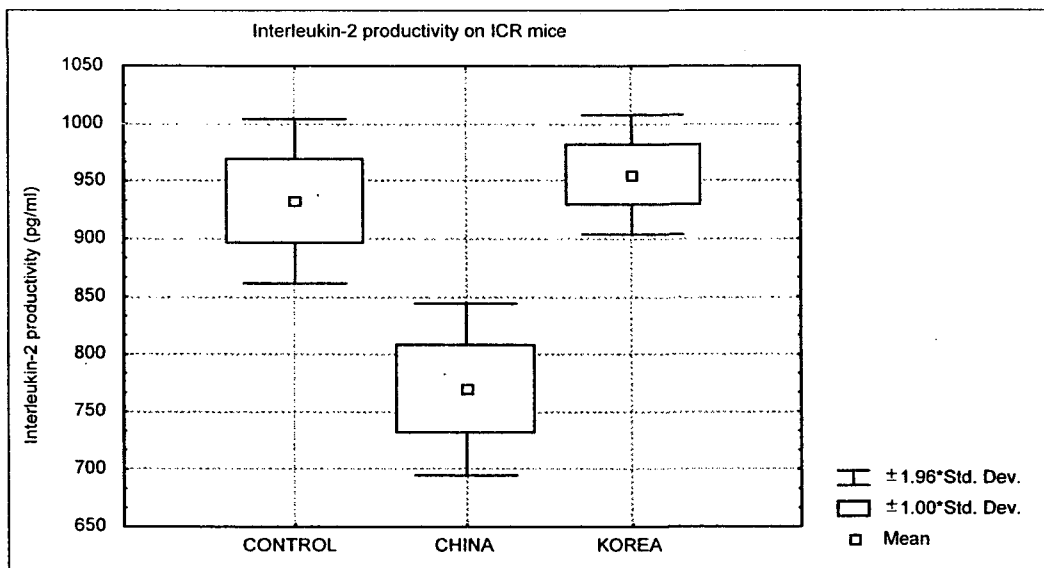 Interleukin-2 productivity on ICR mice
Interleukin-2 productivity (pg/ml)
1050
1000
950
900
850
800
750
700
650
CONTROL CHINA KOREA
±1.96*Std. Dev.
±1.00*Std. Dev.
Mean